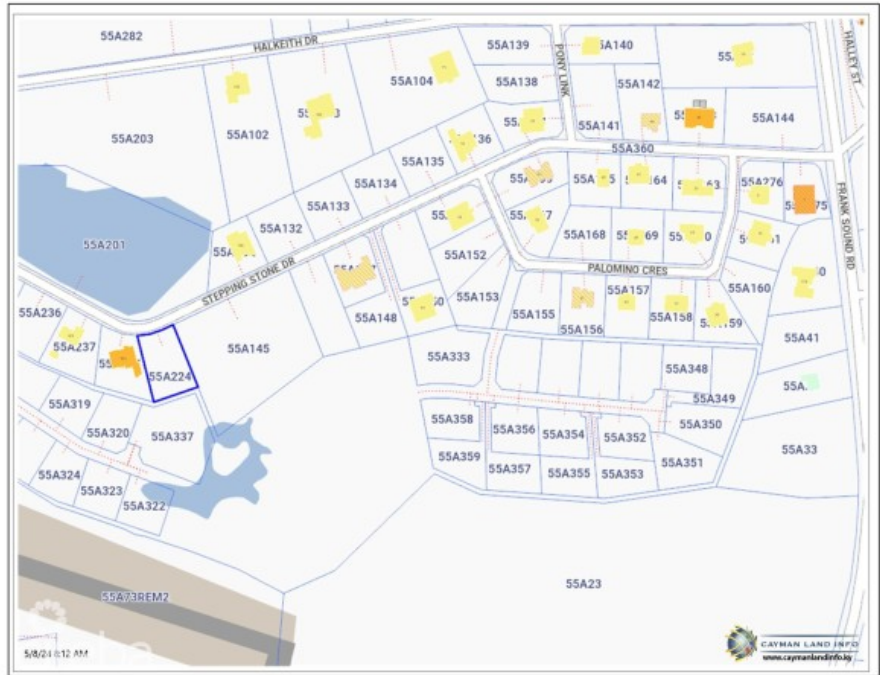 55A282
HALKEITH DR
55A139
55A140
HALLEY ST
55A104
PONY LINK
55A138
55A142
55A203
55A102
55A141
55A144
55A135
55A360
55A134
55A133
55A132
FRANK SOUND RD
55A201
STEPPING STONE DR
55A152
55A168
PALOMINO CRES
55A153
55A160
55A236
55A148
55A155
55A157
55A156
55A158
55A145
55A41
55A333
55A348
55A224
55A349
55A319
55A358
55A356
55A354
55A352
55A350
55A320
55A337
55A33
55A359
55A351
55A324
55A357
55A355
55A353
55A323
55A322
55A23
55A73REM2
5/8/24 8:12 AM
CAYMAN LAND INFO
www.caymanlandinfo.ky